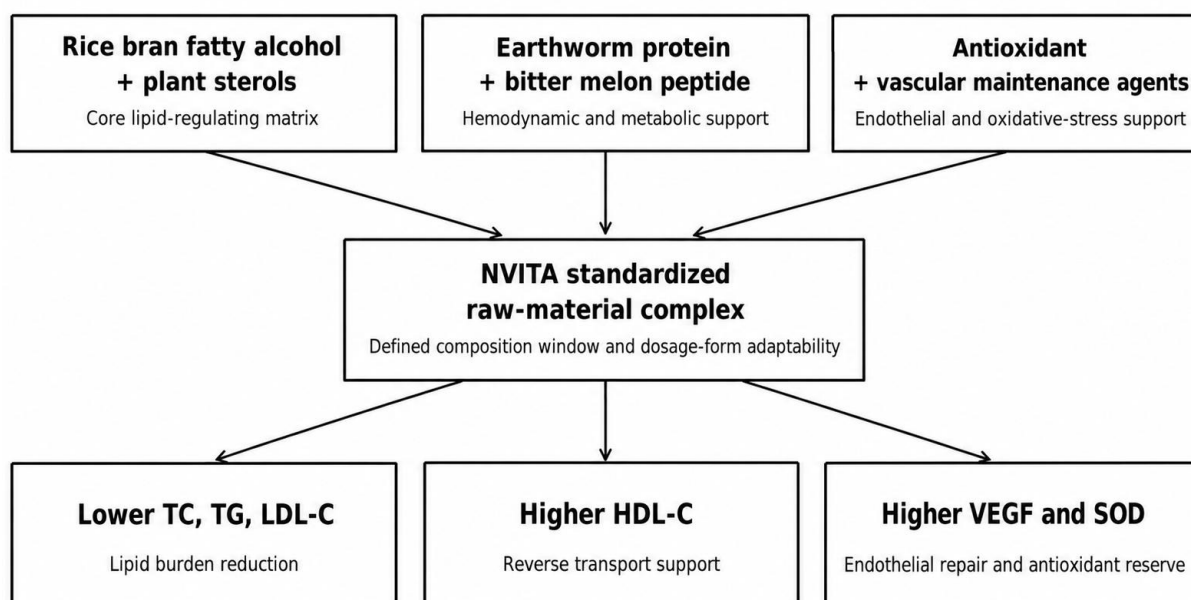 Rice bran fatty alcohol
+ plant sterols
Core lipid-regulating matrix
Earthworm protein
+ bitter melon peptide
Hemodynamic and metabolic support
Antioxidant
+ vascular maintenance agents
Endothelial and oxidative-stress support
NVITA standardized
raw-material complex
Defined composition window and dosage-form adaptability
Lower TC, TG, LDL-C
Lipid burden reduction
Higher HDL-C
Reverse transport support
Higher VEGF and SOD
Endothelial repair and antioxidant reserve